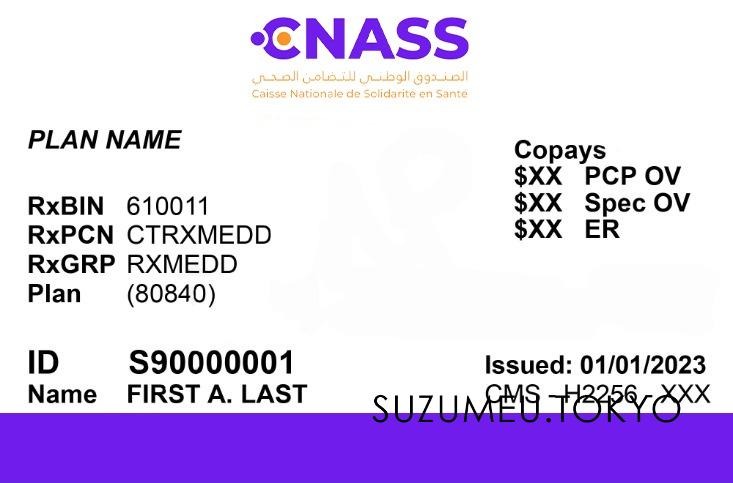 CNASS
الصندوق الوطني للتضامن الصحي
Caisse Nationale de Solidarité en Santé
PLAN NAME
Copays
$XX PCP OV
$XX Spec OV
$XX ER
RxBIN 610011
RxPCN CTRXMEDD
RxGRP RXMEDD
Plan (80840)
ID S90000001
Name FIRST A. LAST
Issued: 01/01/2023
CMS - H2256 - XXX
SUZUMEU.TOKYO